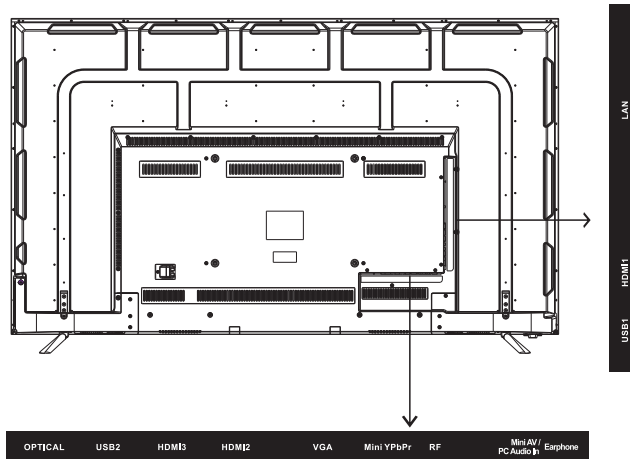 LAN
HDMI1
USB1
OPTICAL USB2 HDMI3 HDMI2 VGA Mini YPbPr RF Mini AV / PC Audio In Earphone